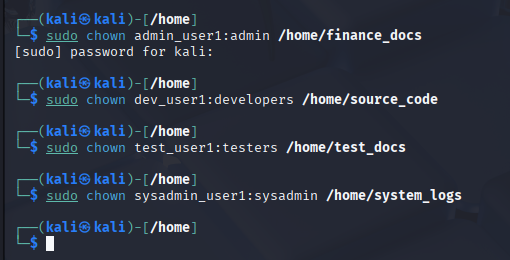 ┌──(kali㉿kali)-[/home]
└─$ sudo chown admin_user1:admin /home/finance_docs
[sudo] password for kali:
┌──(kali㉿kali)-[/home]
└─$ sudo chown dev_user1:developers /home/source_code
┌──(kali㉿kali)-[/home]
└─$ sudo chown test_user1:testers /home/test_docs
┌──(kali㉿kali)-[/home]
└─$ sudo chown sysadmin_user1:sysadmin /home/system_logs
┌──(kali㉿kali)-[/home]
└─$